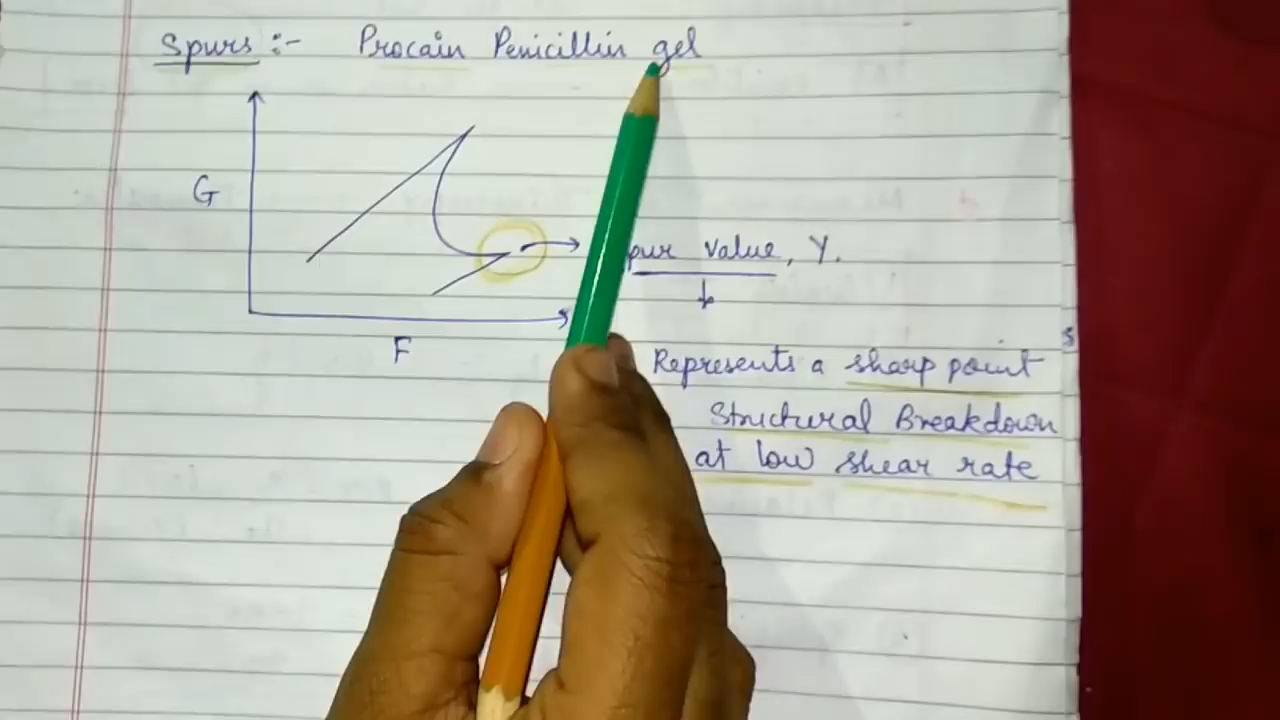 Spurs :- Procain Penicillin gel
G
pur value, Y.
F
Represents a sharp point
Structural Breakdown
at low shear rate